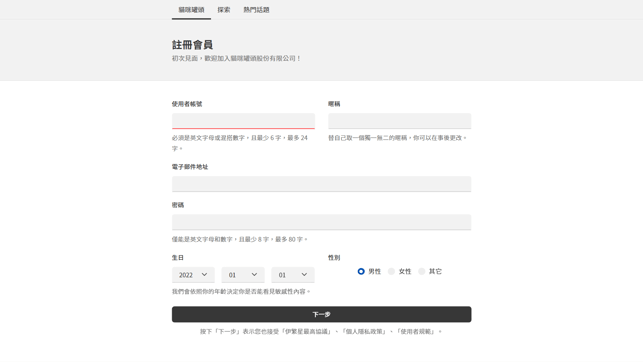 貓咪罐頭 探索 熱門話題
註冊會員
初次見面，歡迎加入貓咪罐頭股份有限公司！
使用者帳號 暱稱
必須是英文字母或混搭數字，且最少 6 字，最多 24 字。
替自己取一個獨一無二的暱稱，你可以在事後更改。
電子郵件地址
密碼
僅能是英文字母和數字，且最少 8 字，最多 80 字。
生日 性別
2022 01 01 男性 女性 其它
我們會依照你的年齡決定你是否能看見敏感性內容。
下一步
按下「下一步」表示您也接受「伊繁星最高協議」、「個人隱私政策」、「使用者規範」。